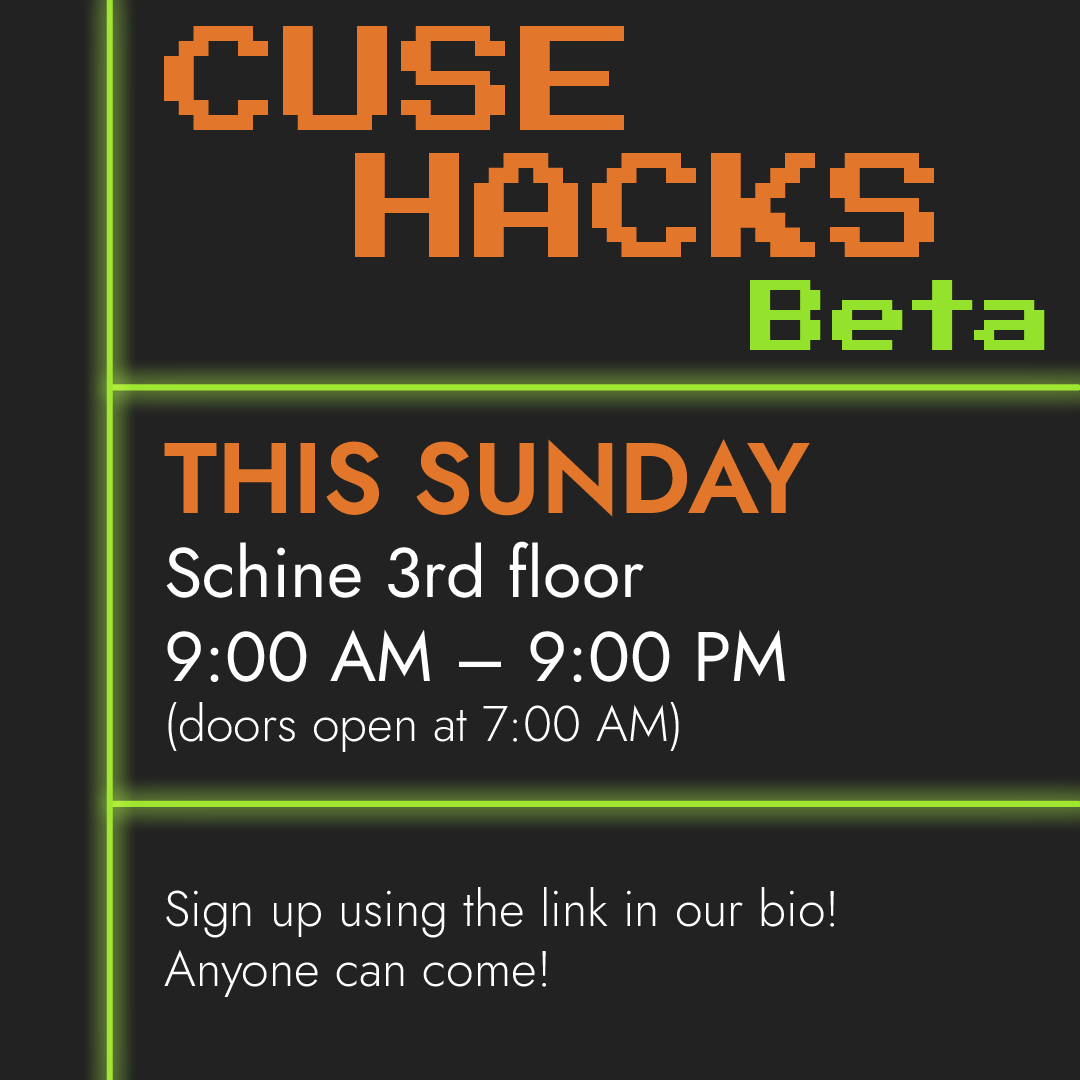 CUSE
HACKS
Beta
THIS SUNDAY
Schine 3rd floor
9:00 AM – 9:00 PM
(doors open at 7:00 AM)
Sign up using the link in our bio!
Anyone can come!